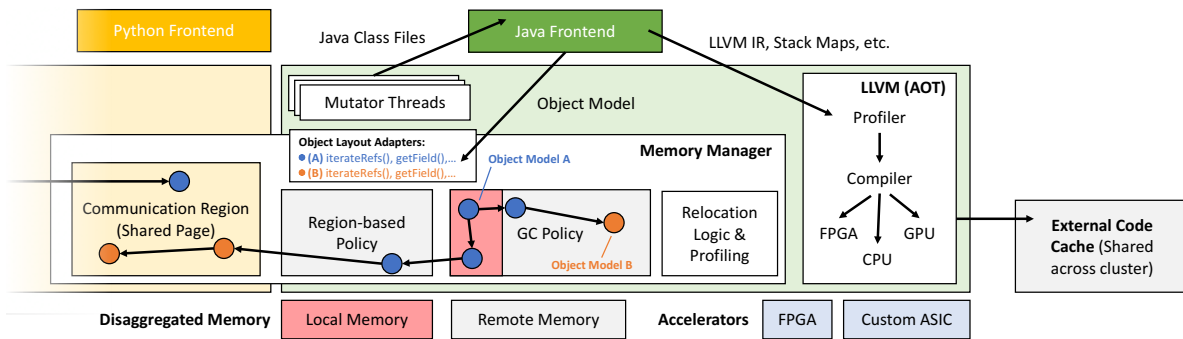 Python Frontend
Java Class Files
Java Frontend
LLVM IR, Stack Maps, etc.
Mutator Threads
Object Model
LLVM (AOT)
Profiler
Compiler
FPGA
GPU
CPU
Object Layout Adapters:
(A) iterateRefs(), getField(),...
(B) iterateRefs(), getField(),...
Memory Manager
Object Model A
Communication Region
(Shared Page)
Region-based
Policy
GC Policy
Object Model B
Relocation
Logic &
Profiling
External Code
Cache (Shared
across cluster)
Disaggregated Memory
Local Memory
Remote Memory
Accelerators
FPGA
Custom ASIC